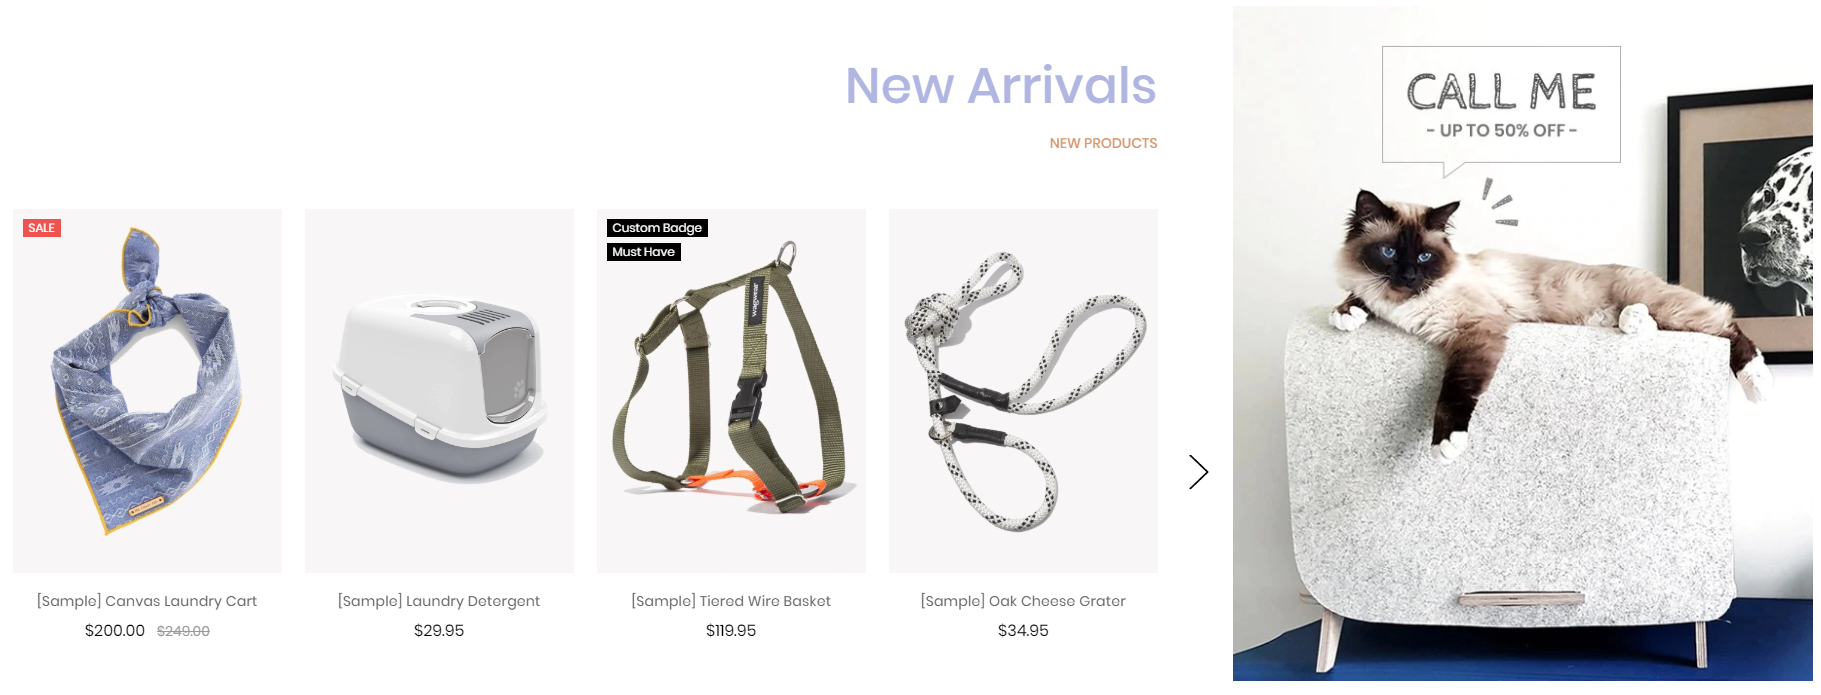 New Arrivals
NEW PRODUCTS
SALE
[Sample] Canvas Laundry Cart
$200.00 $249.00
[Sample] Laundry Detergent
$29.95
Custom Badge
Must Have
[Sample] Tiered Wire Basket
$119.95
[Sample] Oak Cheese Grater
$34.95
CALL ME
- UP TO 50% OFF -